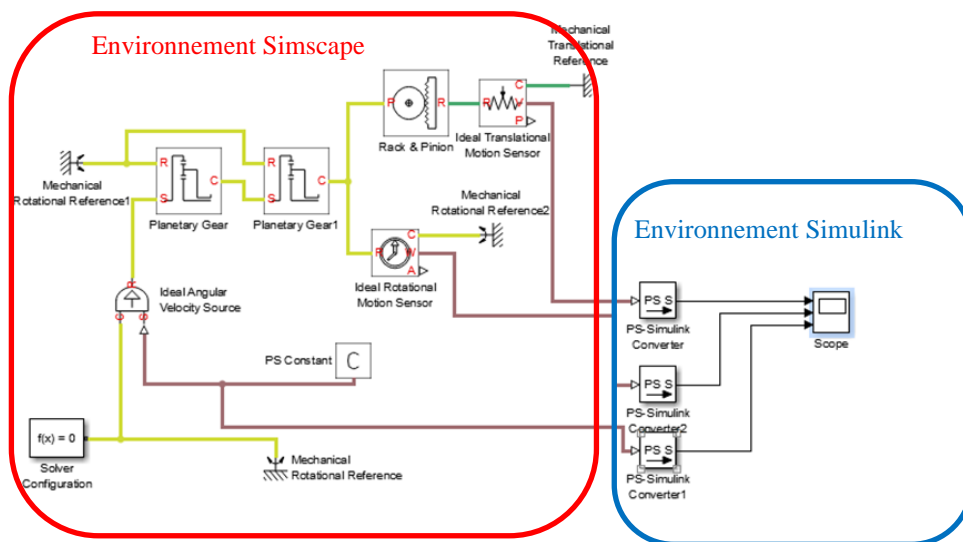 Environnement Simscape
Mechanical
Translational
Reference
P
R
Rack & Pinion
R
C
V
P
Ideal Translational
Motion Sensor
Mechanical
Rotational Reference1
R
S
C
Planetary Gear
R
S
C
Planetary Gear1
Mechanical
Rotational Reference2
R
C
W
A
Ideal Rotational
Motion Sensor
R
C
S
Ideal Angular
Velocity Source
PS Constant
C
f(x) = 0
Solver
Configuration
Mechanical
Rotational Reference
Environnement Simulink
PS S
PS-Simulink
Converter
PS S
PS-Simulink
Converter2
PS S
PS-Simulink
Converter1
Scope